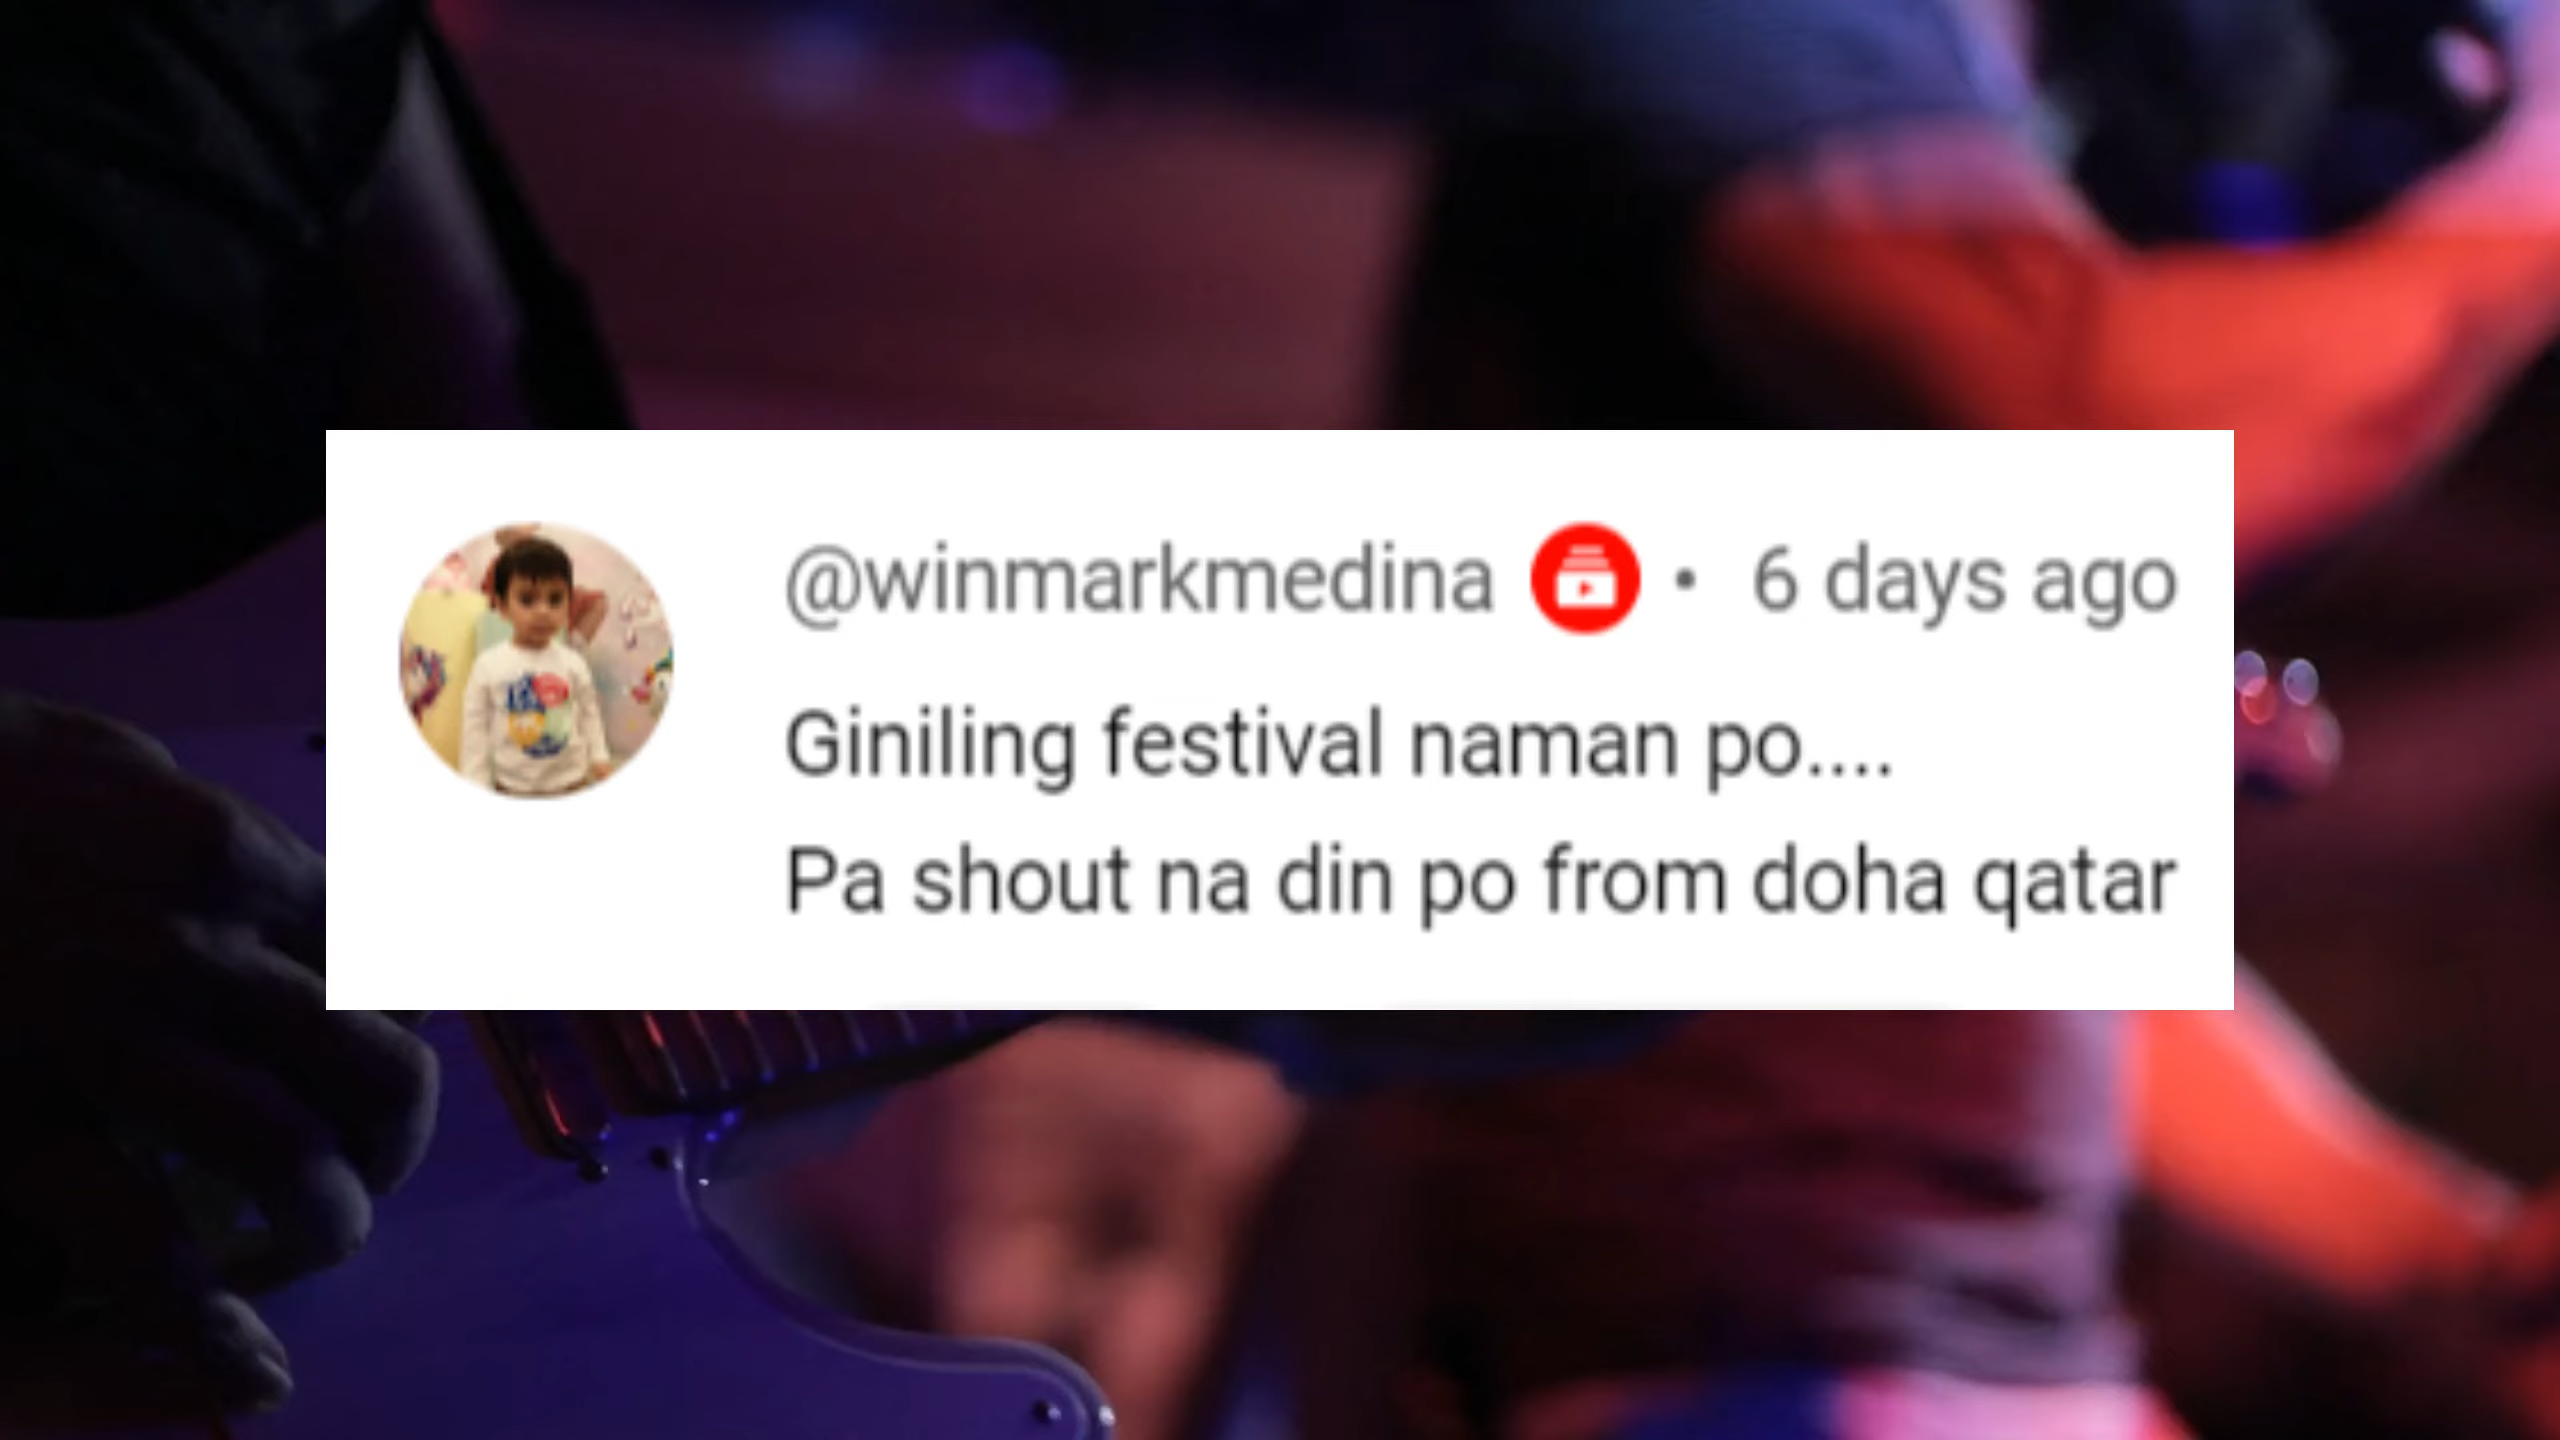 @winmarkmedina • 6 days ago
Giniling festival naman po....
Pa shout na din po from doha qatar